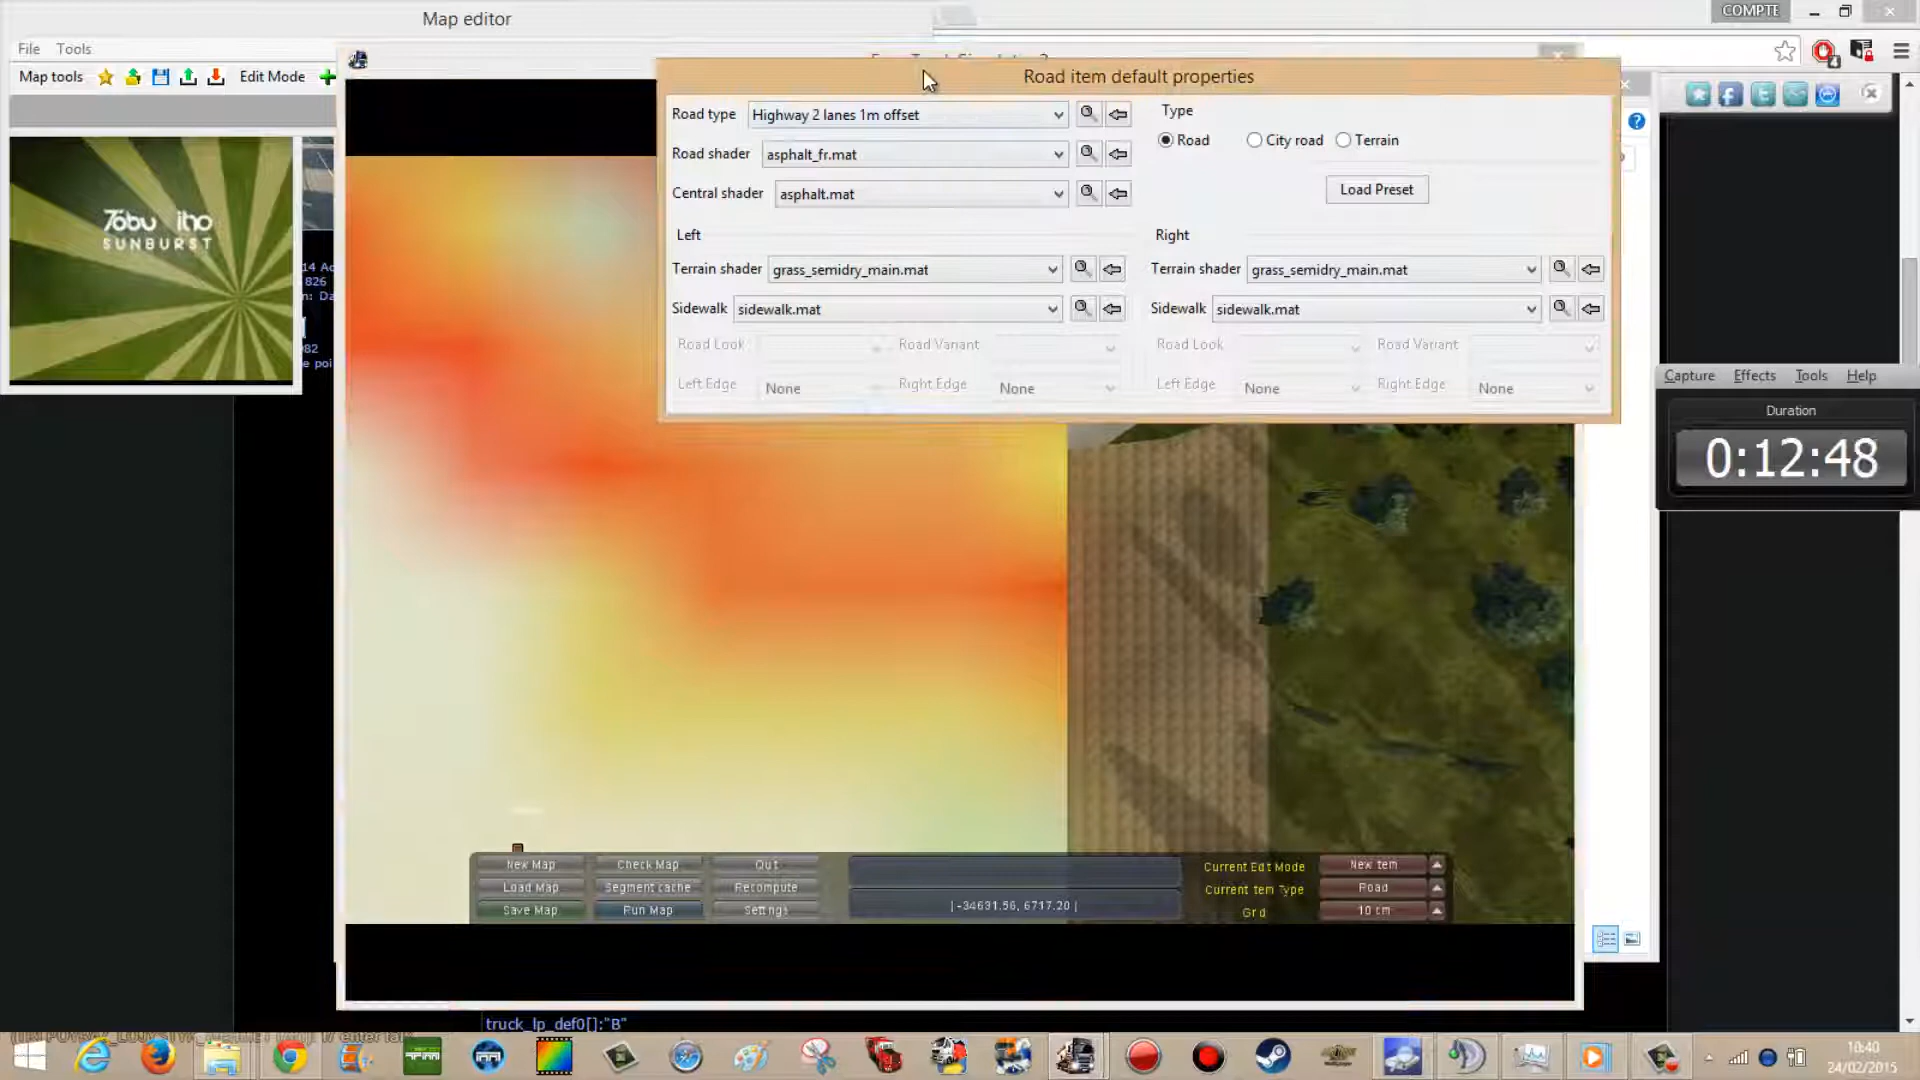 Map editor
COMPTE
File Tools
Map tools Edit Mode
Road item default properties
Road type Highway 2 lanes 1m offset
Road shader asphalt_fr.mat
Central shader asphalt.mat
Type
Road City road Terrain
Load Preset
Left
Terrain shader grass_semidry_main.mat
Sidewalk sidewalk.mat
Road Look Road Variant
Left Edge None Right Edge None
Right
Terrain shader grass_semidry_main.mat
Sidewalk sidewalk.mat
Road Look Road Variant
Left Edge None Right Edge None
SUNBURST
Capture Effects Tools Help
Duration
0:12:48
New Map Check Map Quit
Load Map Segment cache Recompute
Save Map Run Map Settings
| -34631.56, 6717.20 |
Current Edit Mode New Item
Current Item Type Road
Grid 10 cm
truck_lp_def0[]:"B"
18:40
24/02/2015